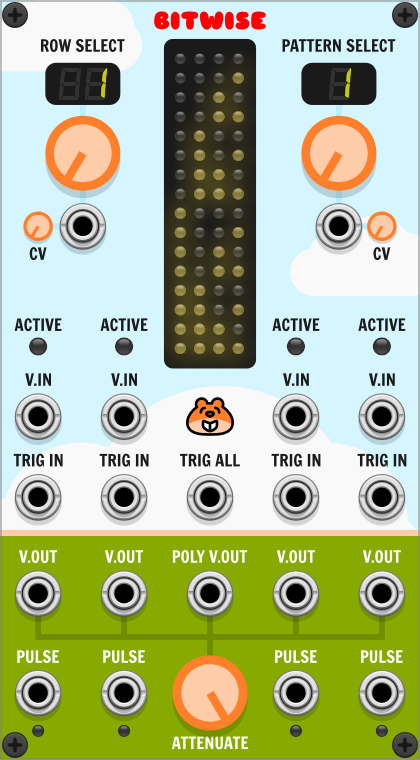 BITWISE
ROW SELECT PATTERN SELECT
1 1
CV CV
ACTIVE ACTIVE ACTIVE ACTIVE
V.IN V.IN V.IN V.IN
TRIG IN TRIG IN TRIG ALL TRIG IN TRIG IN
V.OUT V.OUT POLY V.OUT V.OUT V.OUT
PULSE PULSE PULSE PULSE
ATTENUATE